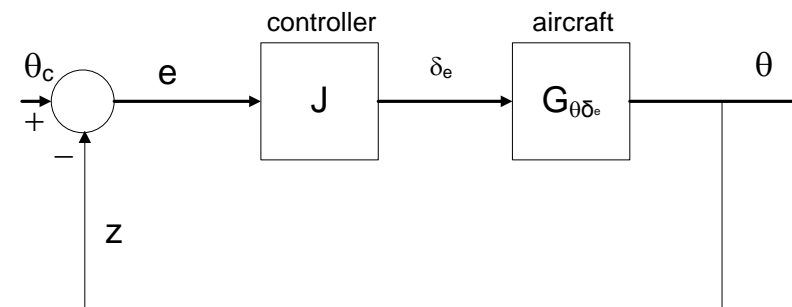 controller aircraft
θc e δe θ
+ J Gθδe
−
z